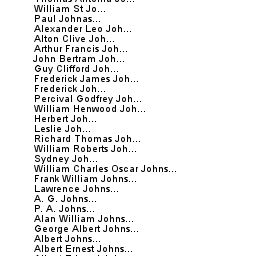 William St Jo...
Paul Johnas...
Alexander Leo Joh...
Alton Clive Joh...
Arthur Francis Joh...
John Bertram Joh...
Guy Clifford Joh...
Frederick James Joh...
Frederick Joh...
Percival Godfrey Joh...
William Henwood Joh...
Herbert Joh...
Leslie Joh...
Richard Thomas Joh...
William Roberts Joh...
Sydney Joh...
William Charles Oscar Johns...
Frank William Johns...
Lawrence Johns...
A. G. Johns...
P. A. Johns...
Alan William Johns...
George Albert Johns...
Albert Johns...
Albert Ernest Johns...